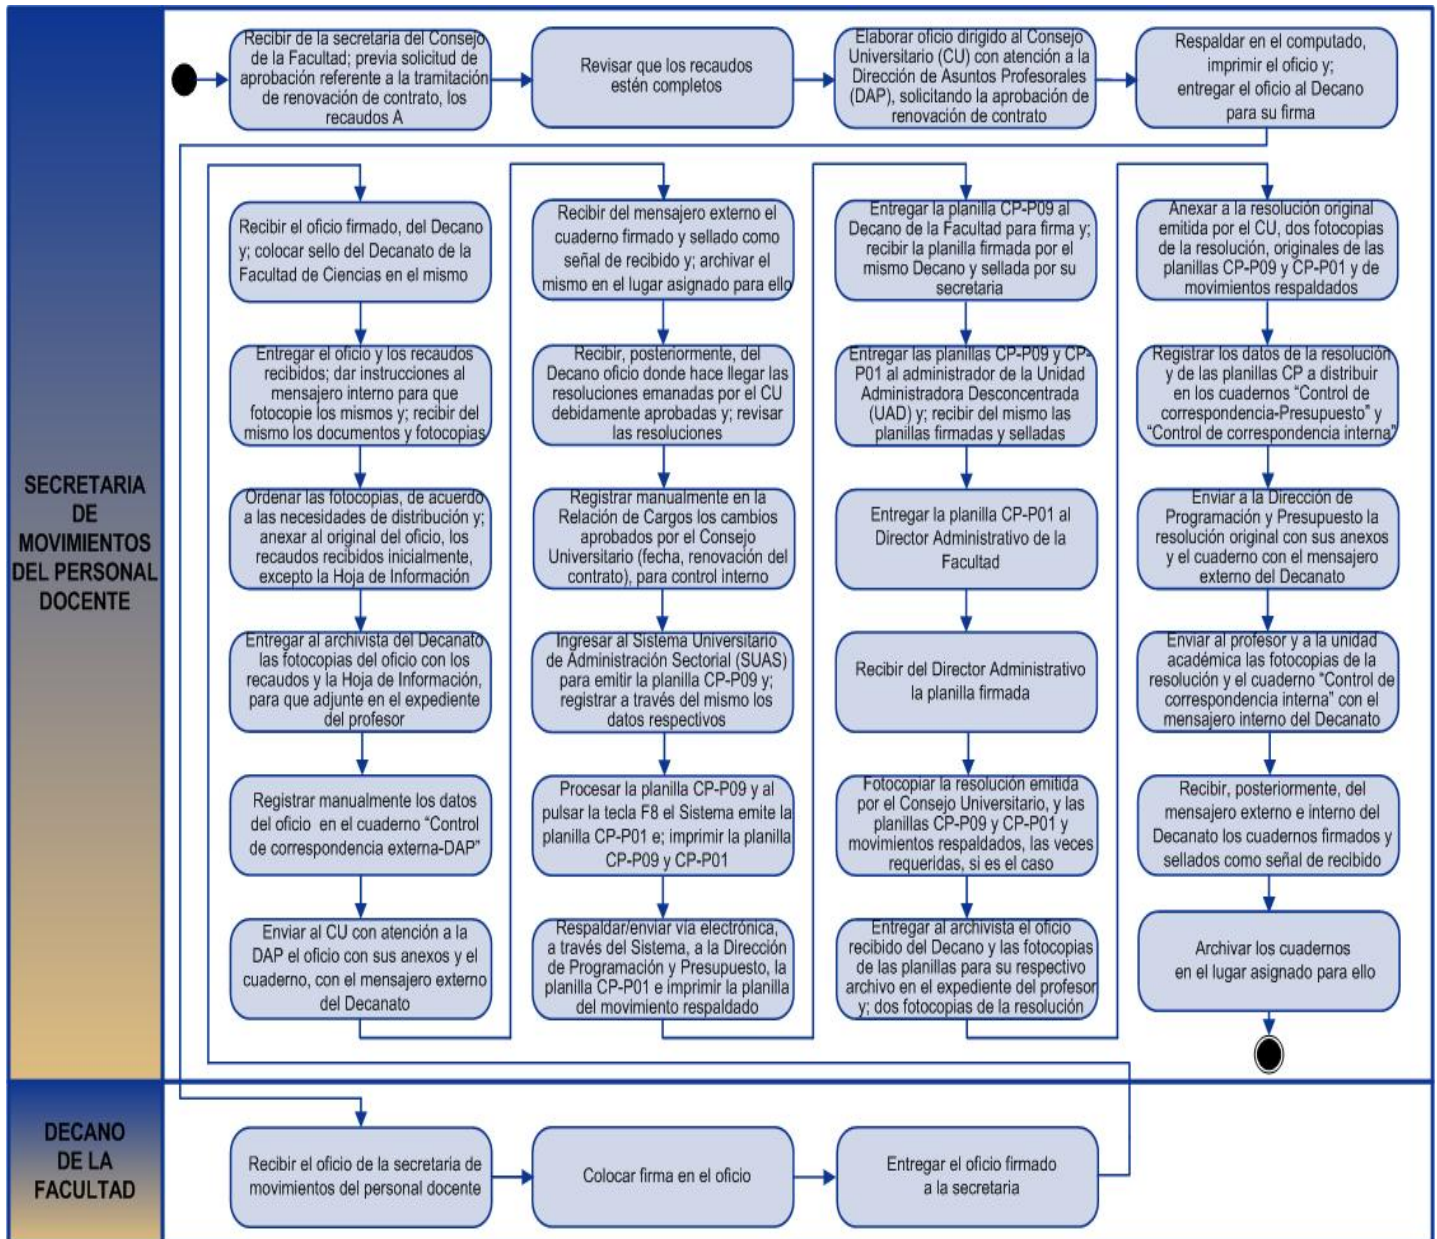 SECRETARIA
DE
MOVIMIENTOS
DEL PERSONAL
DOCENTE
Recibir de la secretaria del Consejo
de la Facultad; previa solicitud de
aprobación referente a la tramitación
de renovación de contrato, los
recaudos A
Revisar que los recaudos
estén completos
Elaborar oficio dirigido al Consejo
Universitario (CU) con atención a la
Dirección de Asuntos Profesorales
(DAP), solicitando la aprobación de
renovación de contrato
Respaldar en el computado,
imprimir el oficio y;
entregar el oficio al Decano
para su firma
Recibir el oficio firmado, del Decano
y; colocar sello del Decanato de la
Facultad de Ciencias en el mismo
Entregar el oficio y los recaudos
recibidos; dar instrucciones al
mensajero interno para que
fotocopie los mismos y; recibir del
mismo los documentos y fotocopias
Ordenar las fotocopias, de acuerdo
a las necesidades de distribución y;
anexar al original del oficio, los
recaudos recibidos inicialmente,
excepto la Hoja de Información
Entregar al archivista del Decanato
las fotocopias del oficio con los
recaudos y la Hoja de Información,
para que adjunte en el expediente
del profesor
Registrar manualmente los datos
del oficio en el cuaderno “Control
de correspondencia externa-DAP”
Enviar al CU con atención a la
DAP el oficio con sus anexos y el
cuaderno, con el mensajero externo
del Decanato
Recibir del mensajero externo el
cuaderno firmado y sellado como
señal de recibido y; archivar el
mismo en el lugar asignado para ello
Recibir, posteriormente, del
Decano oficio donde hace llegar las
resoluciones emanadas por el CU
debidamente aprobadas y; revisar
las resoluciones
Registrar manualmente en la
Relación de Cargos los cambios
aprobados por el Consejo
Universitario (fecha, renovación del
contrato), para control interno
Ingresar al Sistema Universitario
de Administración Sectorial (SUAS)
para emitir la planilla CP-P09 y;
registrar a través del mismo los
datos respectivos
Procesar la planilla CP-P09 y al
pulsar la tecla F8 el Sistema emite la
planilla CP-P01 e; imprimir la planilla
CP-P09 y CP-P01
Respaldar/enviar vía electrónica,
a través del Sistema, a la Dirección
de Programación y Presupuesto, la
planilla CP-P01 e imprimir la planilla
del movimiento respaldado
Entregar la planilla CP-P09 al
Decano de la Facultad para firma y;
recibir la planilla firmada por el
mismo Decano y sellada por su
secretaria
Entregar las planillas CP-P09 y CP-
P01 al administrador de la Unidad
Administradora Desconcentrada
(UAD) y; recibir del mismo las
planillas firmadas y selladas
Entregar la planilla CP-P01 al
Director Administrativo de la
Facultad
Recibir del Director Administrativo
la planilla firmada
Fotocopiar la resolución emitida
por el Consejo Universitario, y las
planillas CP-P09 y CP-P01 y
movimientos respaldados, las veces
requeridas, si es el caso
Entregar al archivista el oficio
recibido del Decano y las fotocopias
de las planillas para su respectivo
archivo en el expediente del profesor
y; dos fotocopias de la resolución
Anexar a la resolución original
emitida por el CU, dos fotocopias
de la resolución, originales de las
planillas CP-P09 y CP-P01 y de
movimientos respaldados
Registrar los datos de la resolución
y de las planillas CP a distribuir
en los cuadernos “Control de
correspondencia-Presupuesto” y
“Control de correspondencia interna”
Enviar a la Dirección de
Programación y Presupuesto la
resolución original con sus anexos
y el cuaderno con el mensajero
externo del Decanato
Enviar al profesor y a la unidad
académica las fotocopias de la
resolución y el cuaderno “Control de
correspondencia interna” con el
mensajero interno del Decanato
Recibir, posteriormente, del
mensajero externo e interno del
Decanato los cuadernos firmados y
sellados como señal de recibido
Archivar los cuadernos
en el lugar asignado para ello
DECANO
DE LA
FACULTAD
Recibir el oficio de la secretaria de
movimientos del personal docente
Colocar firma en el oficio
Entregar el oficio firmado
a la secretaria